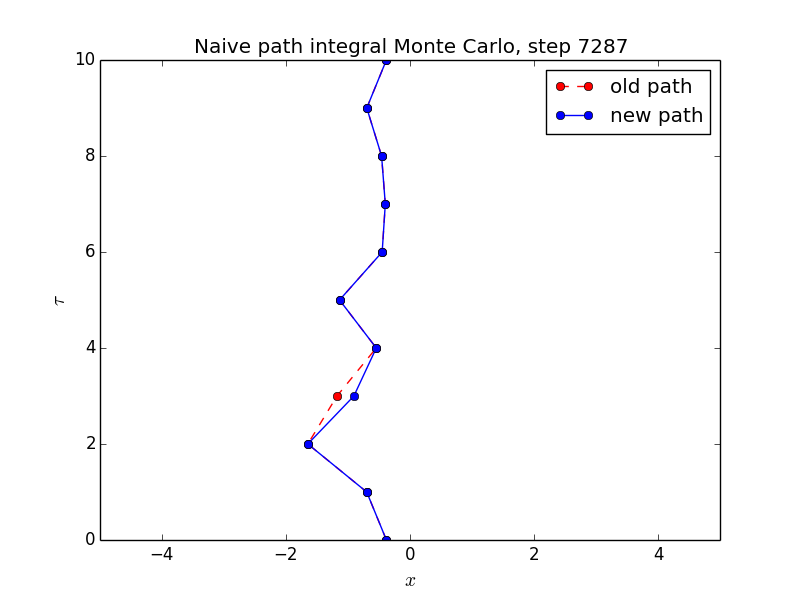 Naive path integral Monte Carlo, step 7287
old path
new path
10
8
6
4
2
0
τ
−4
−2
0
2
4
x